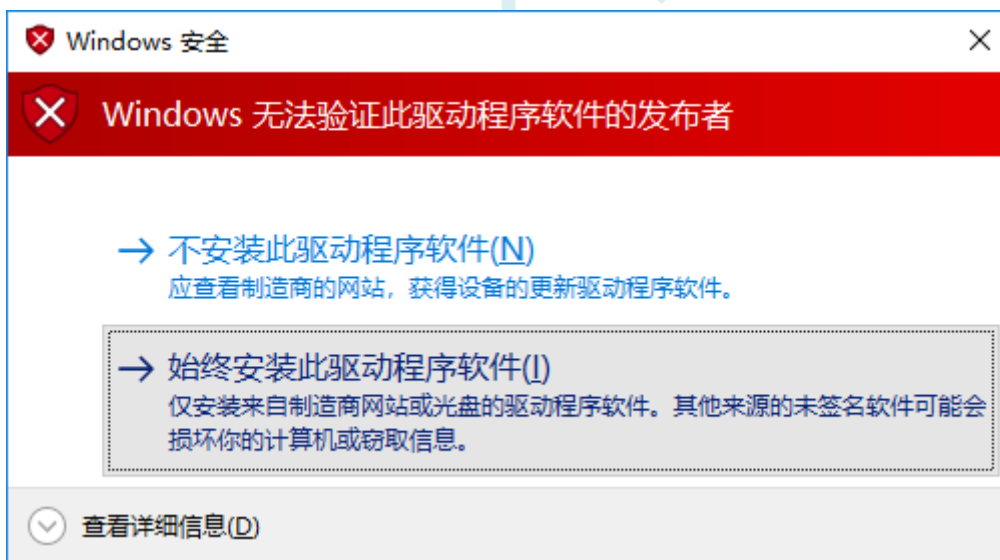 Windows 安全
Windows 无法验证此驱动程序软件的发布者
不安装此驱动程序软件(N)
应查看制造商的网站，获得设备的更新驱动程序软件。
始终安装此驱动程序软件(I)
仅安装来自制造商网站或光盘的驱动程序软件。其他来源的未签名软件可能会
损坏你的计算机或窃取信息。
查看详细信息(D)